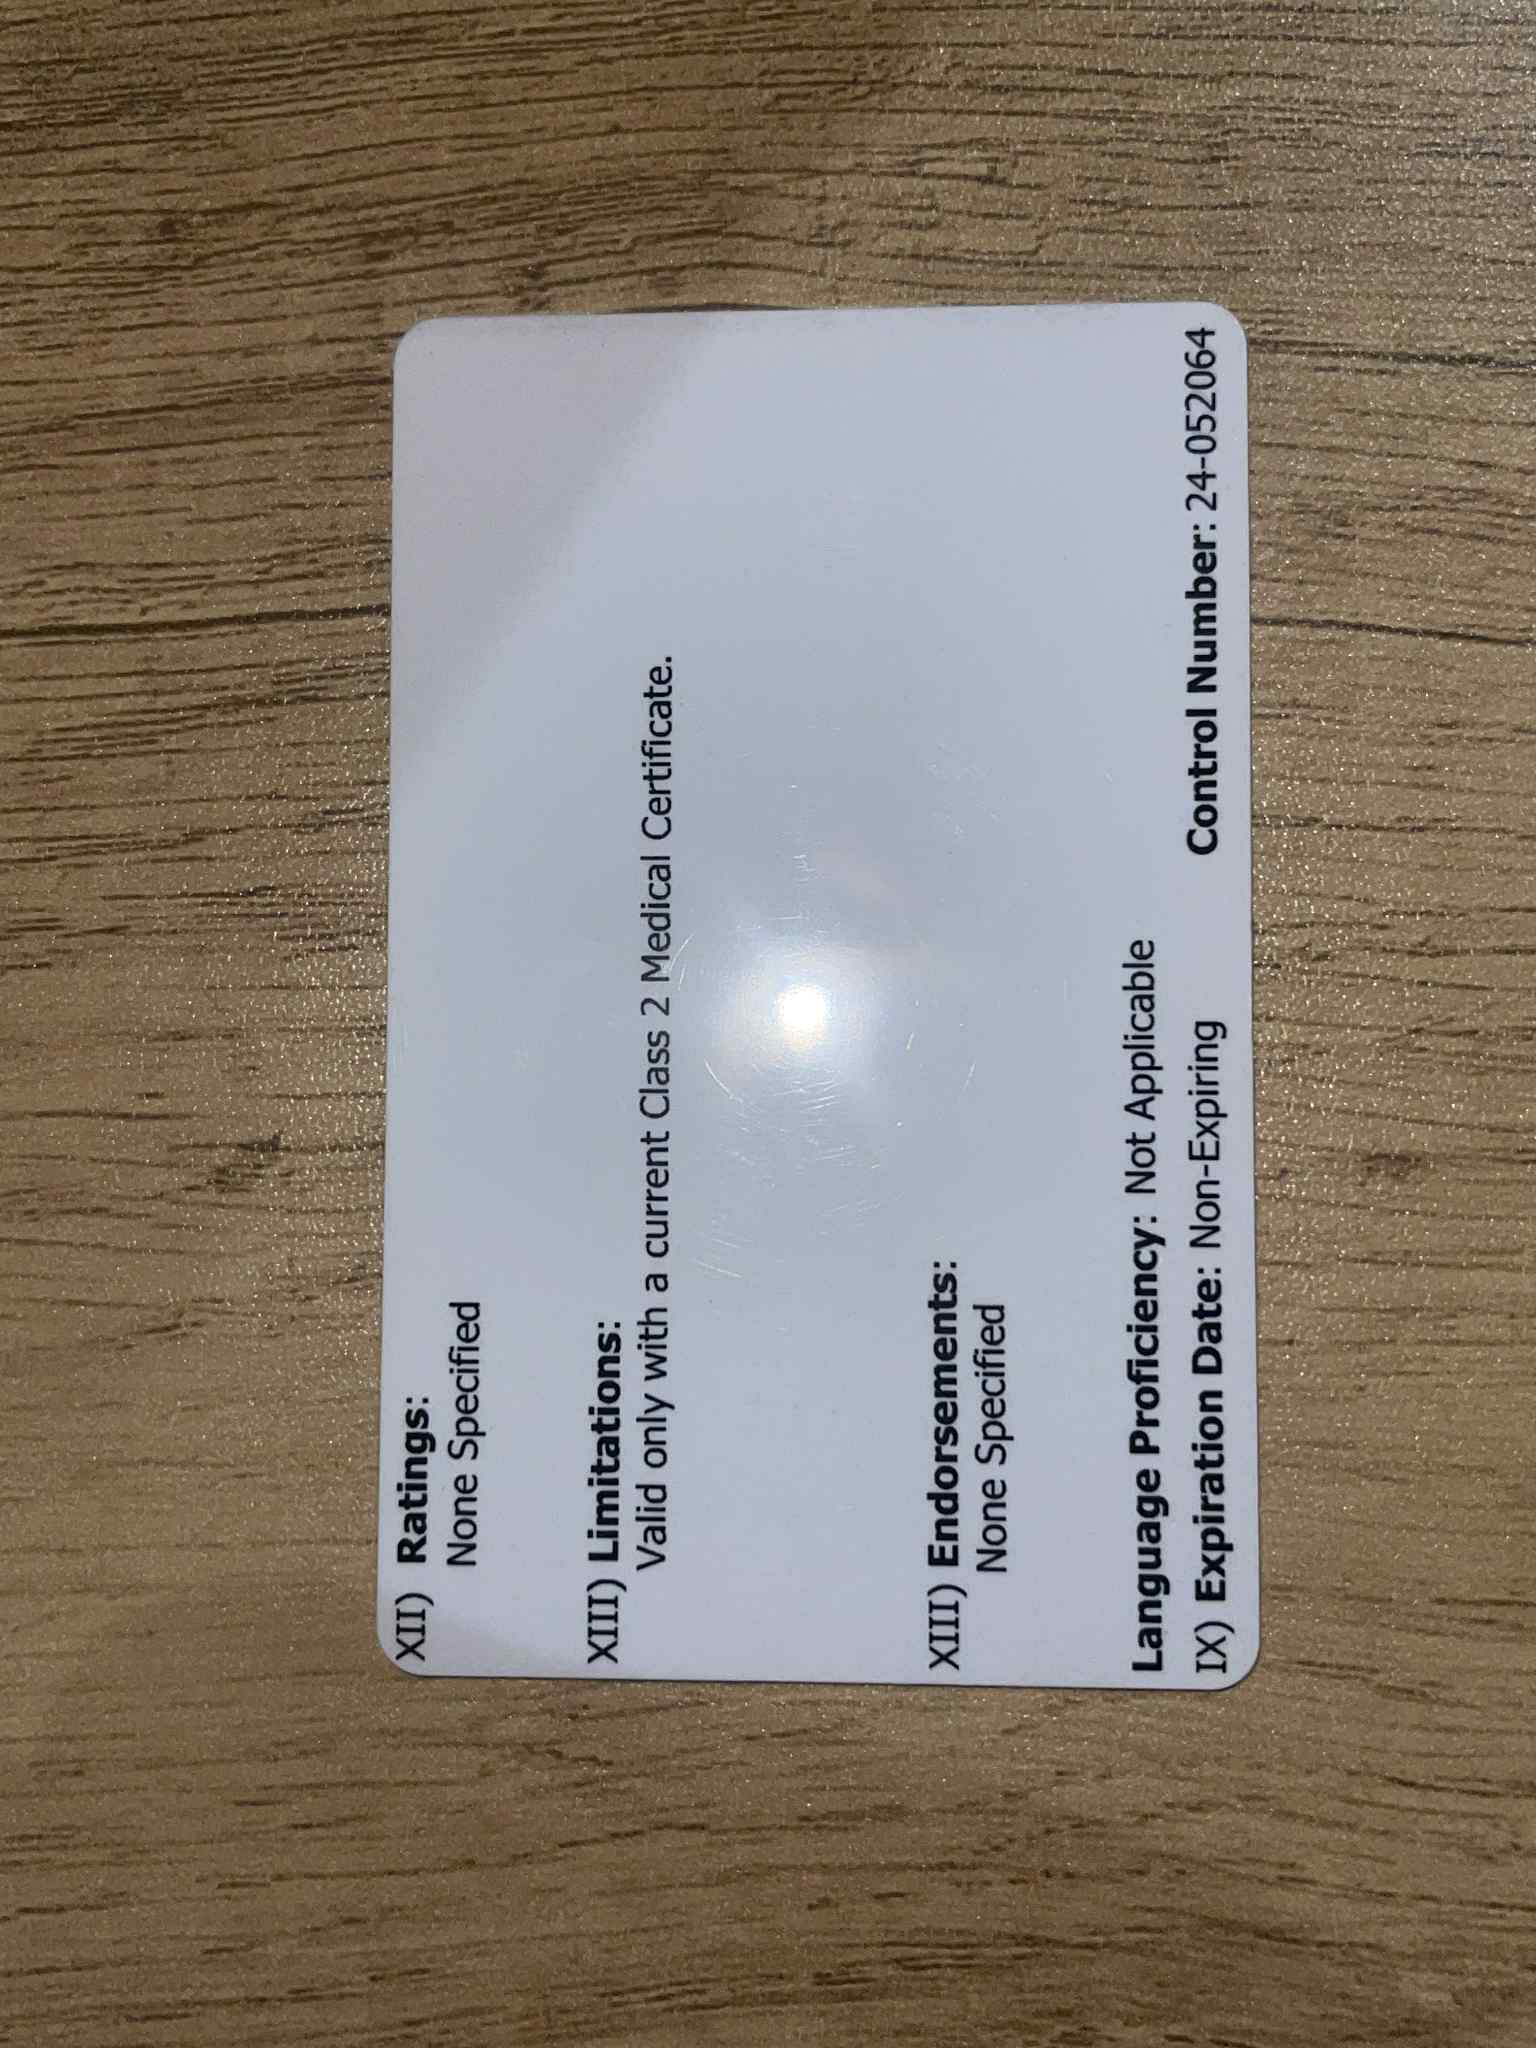 XII) Ratings:
None Specified
XIII) Limitations:
Valid only with a current Class 2 Medical Certificate.
XIII) Endorsements:
None Specified
Language Proficiency: Not Applicable
IX) Expiration Date: Non-Expiring Control Number: 24-052064